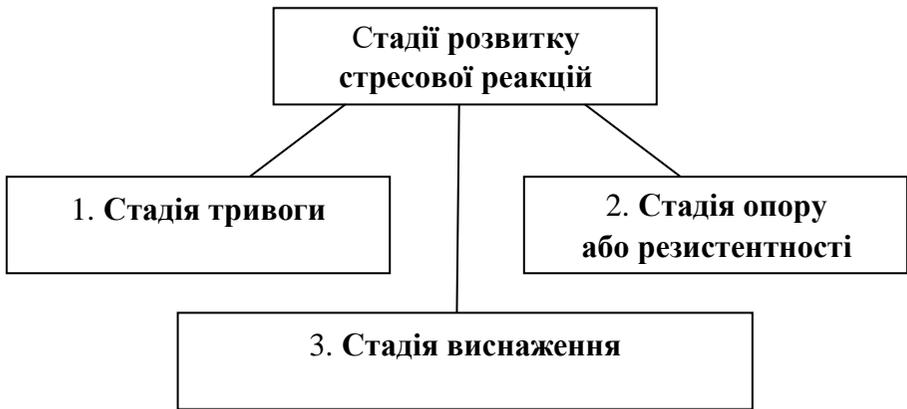 Стадії розвитку
стресової реакцій
1. Стадія тривоги
2. Стадія опору
або резистентності
3. Стадія виснаження